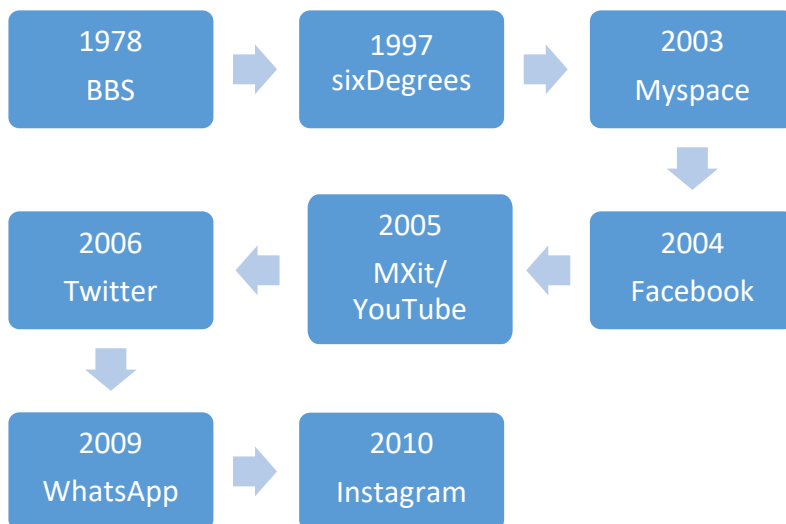 1978
BBS
1997
sixDegrees
2003
Myspace
2004
Facebook
2005
MXit/
YouTube
2006
Twitter
2009
WhatsApp
2010
Instagram